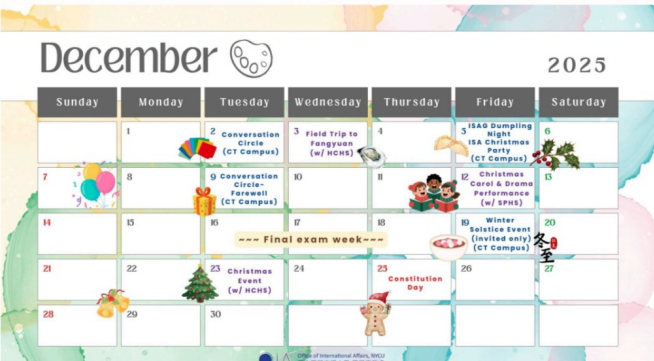 December
2025
Sunday Monday Tuesday Wednesday Thursday Friday Saturday
1 2 3 4 5 6
Conversation
Circle
(CT Campus)
Field Trip to
Fangyuan
(w/ HCHS)
ISAG Dumpling
Night
ISA Christmas
Party
(CT Campus)
7 8 9 10 11 12 13
Conversation
Circle-
Farewell
(CT Campus)
Christmas
Carol & Drama
Performance
(w/ SPHS)
14 15 16 17 18 19 20
~~~ Final exam week~~~
Winter
Solstice Event
(invited only)
(CT Campus)
冬
至
21 22 23 24 25 26 27
Christmas
Event
(w/ HCHS)
Constitution
Day
28 29 30
Office of International Affairs, NYCU